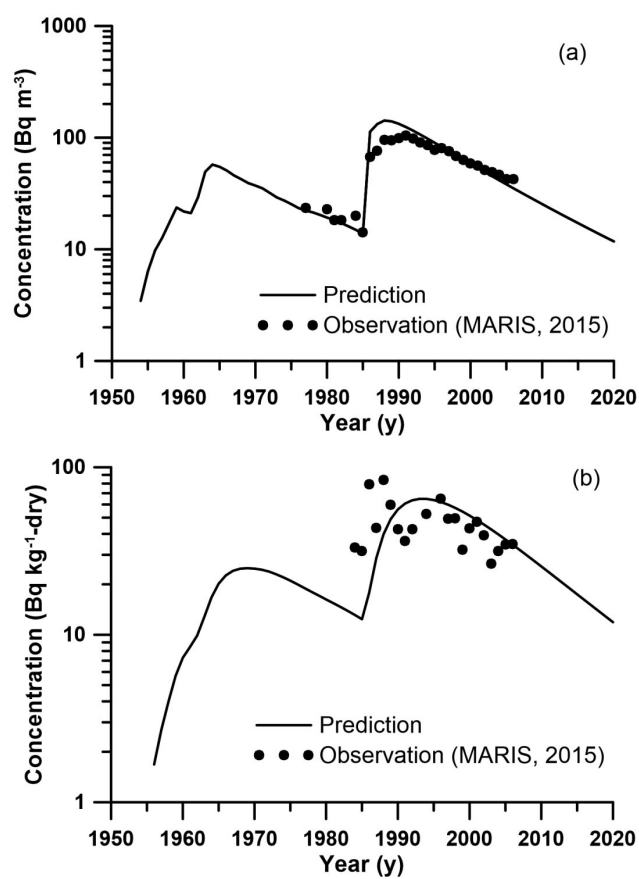 (a)
Concentration (Bq m⁻³)
1000
100
10
1
Prediction
Observation (MARIS, 2015)
1950 1960 1970 1980 1990 2000 2010 2020
Year (y)
(b)
Concentration (Bq kg⁻¹-dry)
100
10
1
Prediction
Observation (MARIS, 2015)
1950 1960 1970 1980 1990 2000 2010 2020
Year (y)